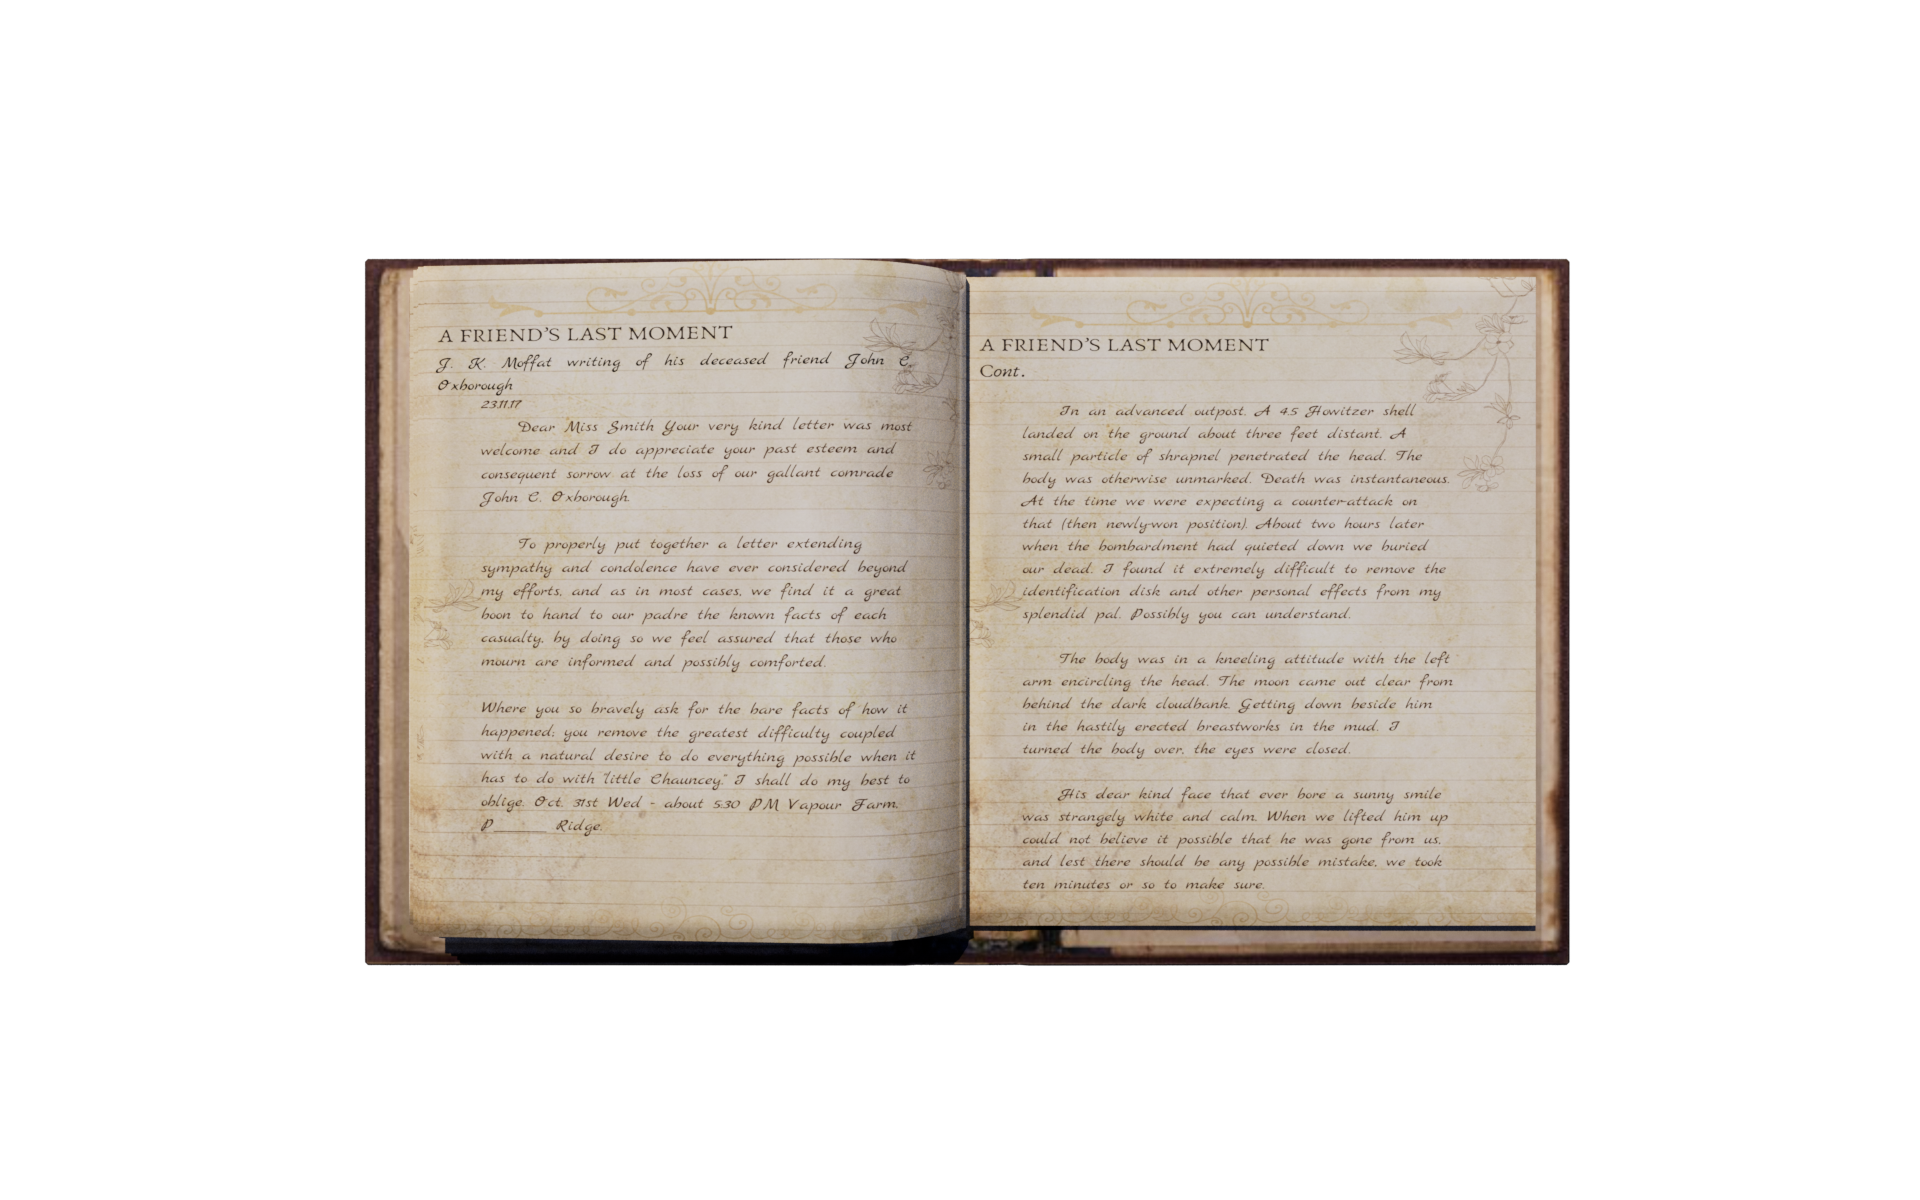 A FRIEND'S LAST MOMENT
J. K. Moffat writing of his deceased friend John C.
Oxborough
23.11.17
Dear Miss Smith Your very kind letter was most
welcome and I do appreciate your past esteem and
consequent sorrow at the loss of our gallant comrade
John C. Oxborough.
To properly put together a letter extending
sympathy and condolence have ever considered beyond
my efforts, and as in most cases, we find it a great
boon to hand to our padre the known facts of each
casualty, by doing so we feel assured that those who
mourn are informed and possibly comforted.
Where you so bravely ask for the bare facts of how it
happened; you remove the greatest difficulty coupled
with a natural desire to do everything possible when it
has to do with "little Chauncey." I shall do my best to
oblige. Oct. 31st Wed - about 5:30 PM Vapour Farm.
P______ Ridge.
A FRIEND'S LAST MOMENT
Cont.
In an advanced outpost. A 4.5 Howitzer shell
landed on the ground about three feet distant. A
small particle of shrapnel penetrated the head. The
body was otherwise unmarked. Death was instantaneous.
At the time we were expecting a counter-attack on
that (then newly-won position). About two hours later
when the bombardment had quieted down we buried
our dead. I found it extremely difficult to remove the
identification disk and other personal effects from my
splendid pal. Possibly you can understand.
The body was in a kneeling attitude with the left
arm encircling the head. The moon came out clear from
behind the dark cloudbank. Getting down beside him
in the hastily erected breastworks in the mud. I
turned the body over, the eyes were closed.
His dear kind face that ever bore a sunny smile
was strangely white and calm. When we lifted him up
could not believe it possible that he was gone from us,
and lest there should be any possible mistake, we took
ten minutes or so to make sure.